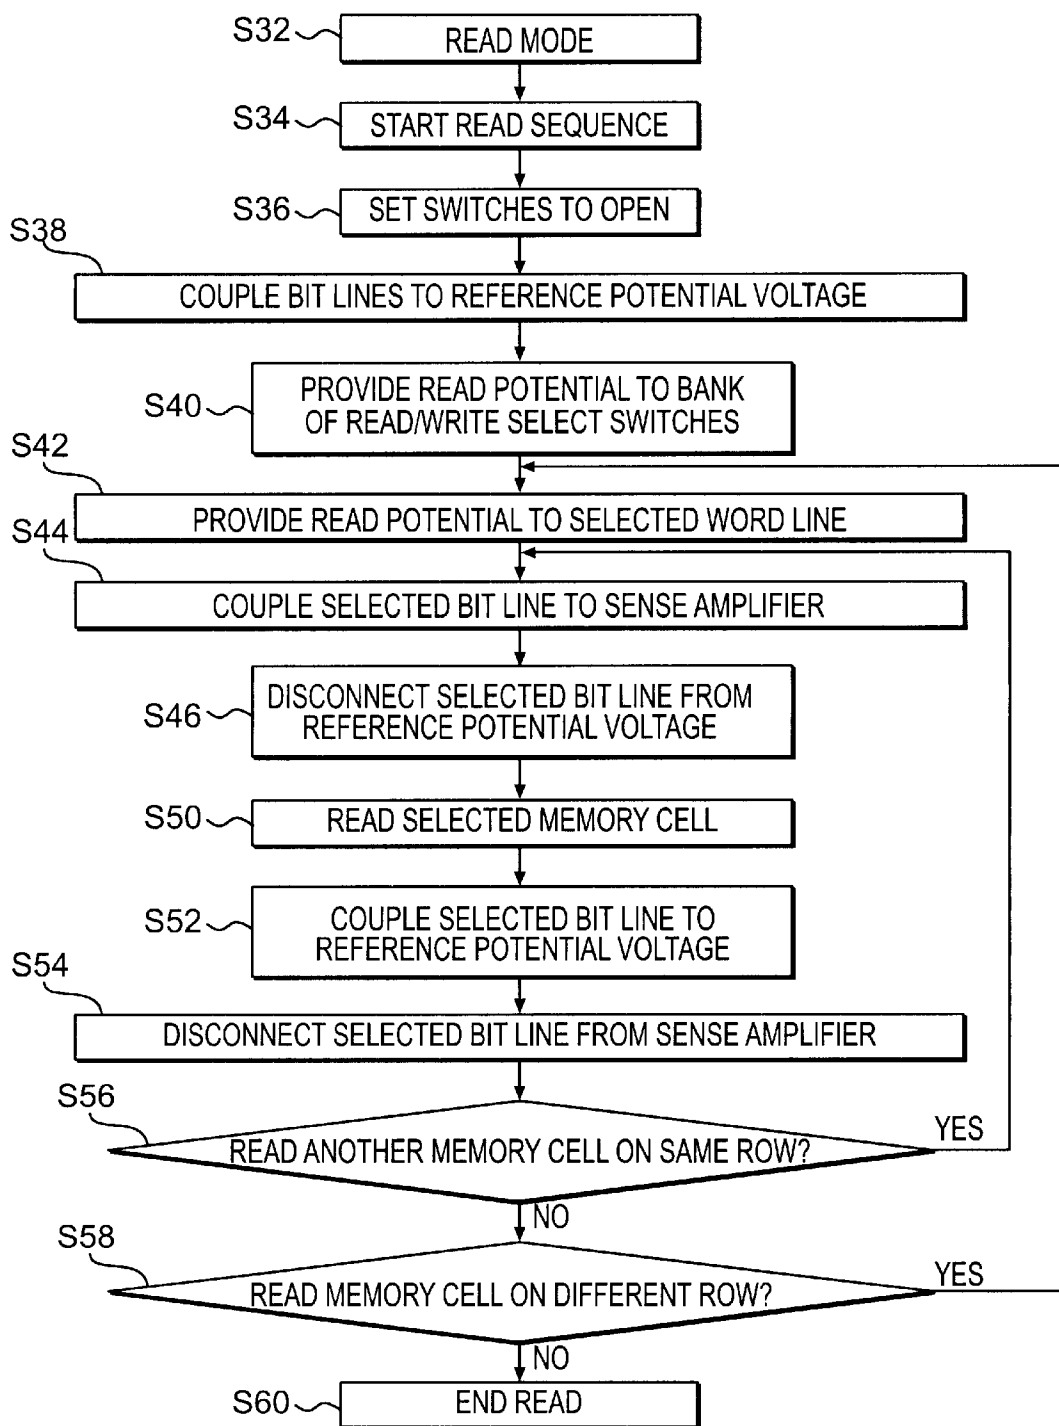 S32
READ MODE
S34
START READ SEQUENCE
S36
SET SWITCHES TO OPEN
S38
COUPLE BIT LINES TO REFERENCE POTENTIAL VOLTAGE
S40
PROVIDE READ POTENTIAL TO BANK
OF READ/WRITE SELECT SWITCHES
S42
PROVIDE READ POTENTIAL TO SELECTED WORD LINE
S44
COUPLE SELECTED BIT LINE TO SENSE AMPLIFIER
S46
DISCONNECT SELECTED BIT LINE FROM
REFERENCE POTENTIAL VOLTAGE
S50
READ SELECTED MEMORY CELL
S52
COUPLE SELECTED BIT LINE TO
REFERENCE POTENTIAL VOLTAGE
S54
DISCONNECT SELECTED BIT LINE FROM SENSE AMPLIFIER
S56
READ ANOTHER MEMORY CELL ON SAME ROW?
YES
NO
S58
READ MEMORY CELL ON DIFFERENT ROW?
YES
NO
S60
END READ